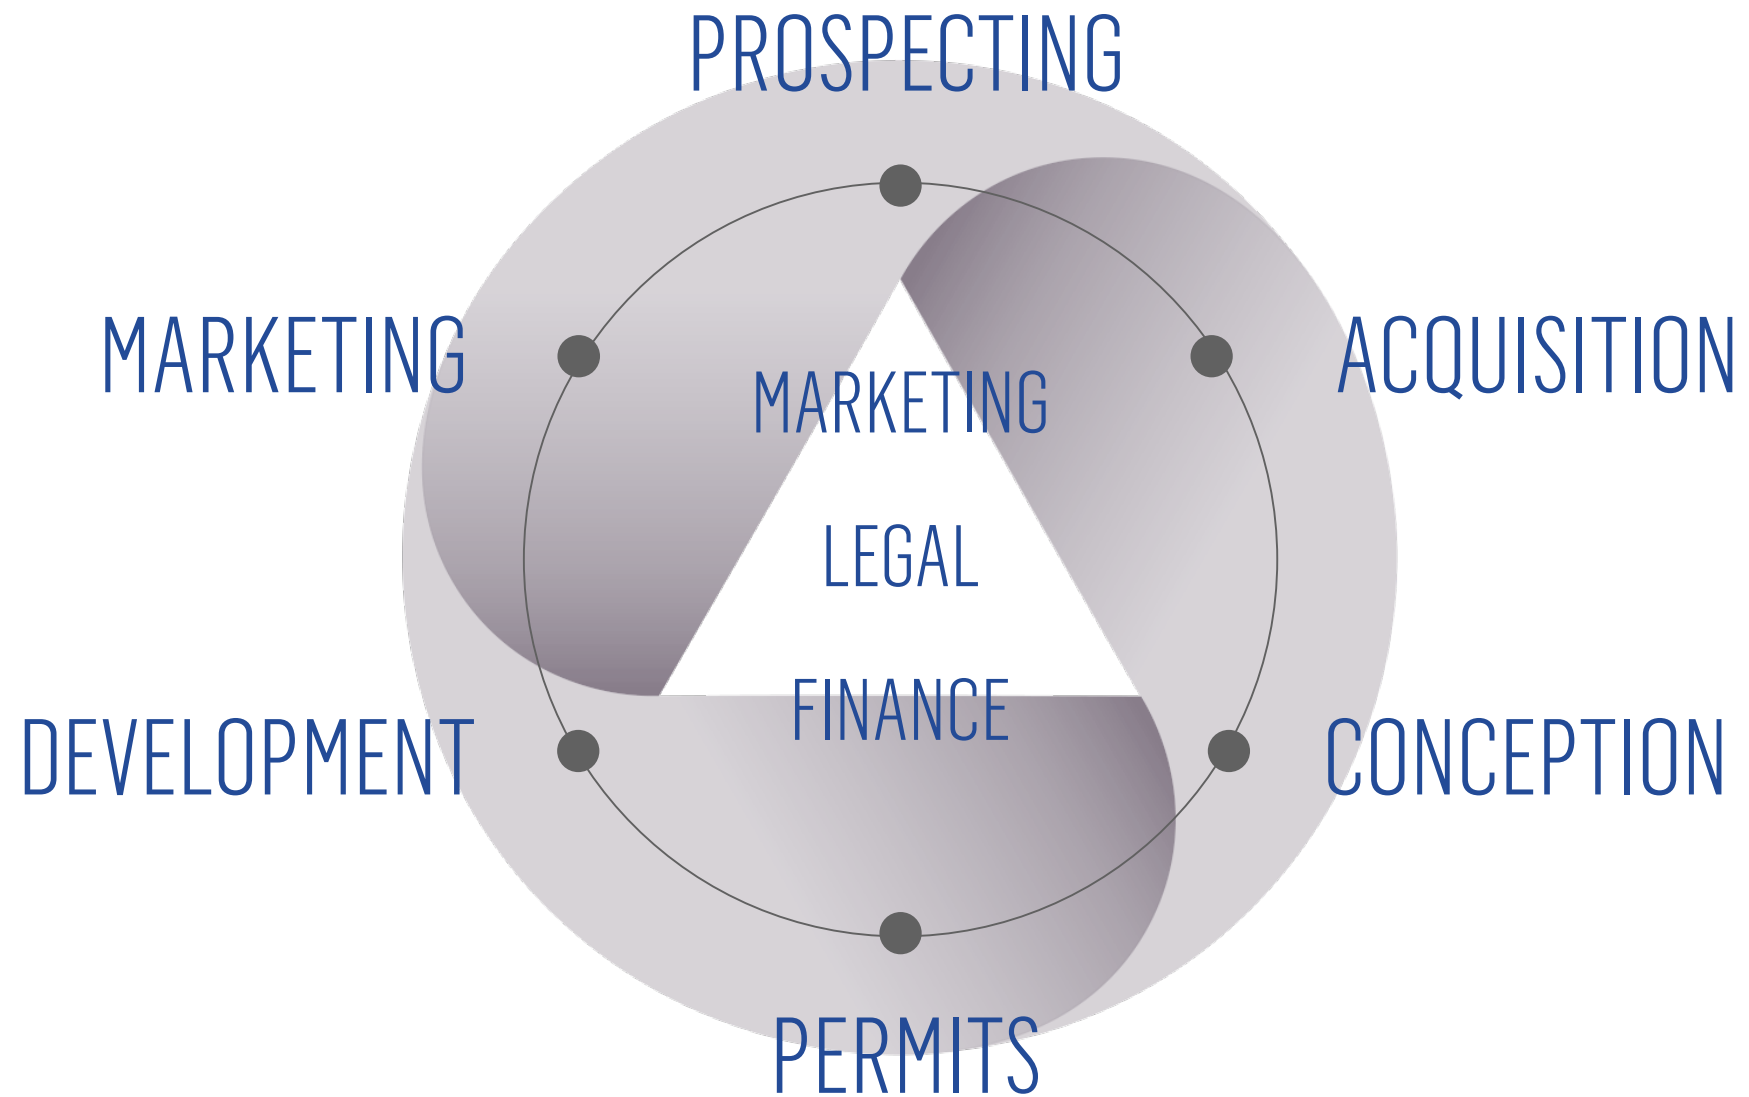 PROSPECTING
MARKETING
ACQUISITION
MARKETING
LEGAL
FINANCE
DEVELOPMENT
CONCEPTION
PERMITS